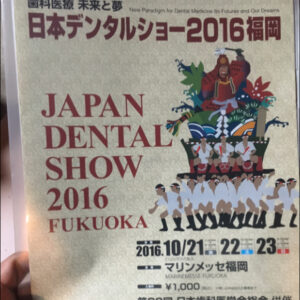 歯科医療 未来と夢
New Paradigm for Dental Medicine Its Futures and Our Dreams
日本デンタルショー2016福岡
JAPAN
DENTAL
SHOW
2016
FUKUOKA
2016. 10/21 22 23
マリンメッセ福岡
MARINEMESSE FUKUOKA
¥1,000